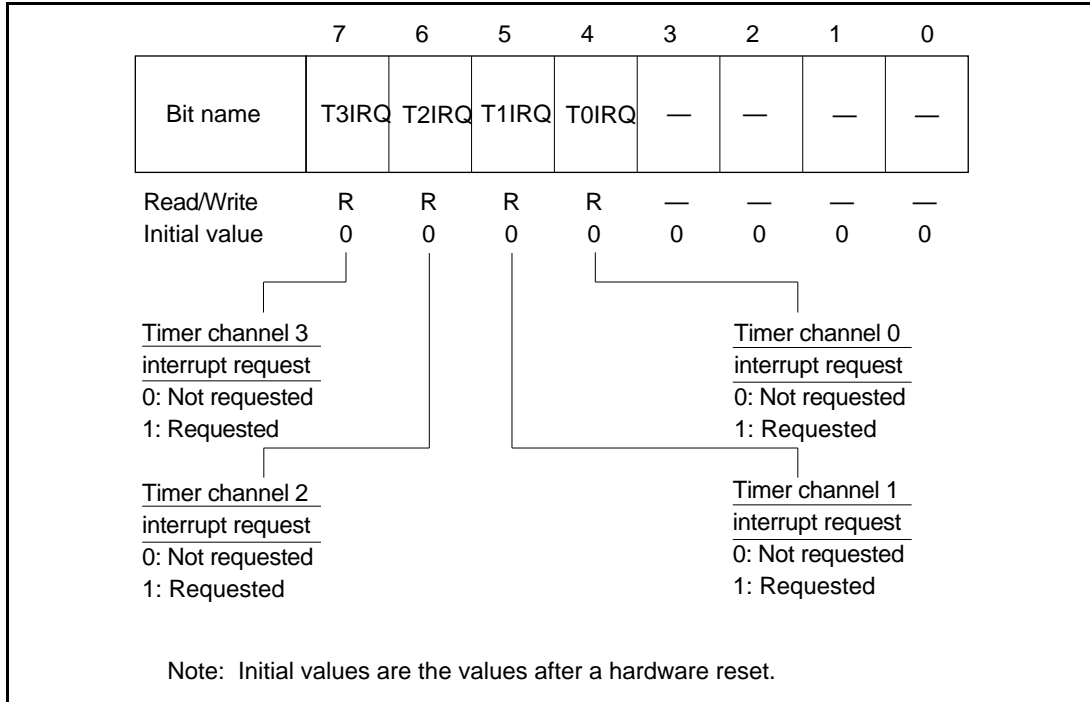 7 6 5 4 3 2 1 0
Bit name T3IRQ T2IRQ T1IRQ T0IRQ — — — —
Read/Write R R R R — — — —
Initial value 0 0 0 0 0 0 0 0
Timer channel 3
interrupt request
0: Not requested
1: Requested
Timer channel 0
interrupt request
0: Not requested
1: Requested
Timer channel 2
interrupt request
0: Not requested
1: Requested
Timer channel 1
interrupt request
0: Not requested
1: Requested
Note: Initial values are the values after a hardware reset.